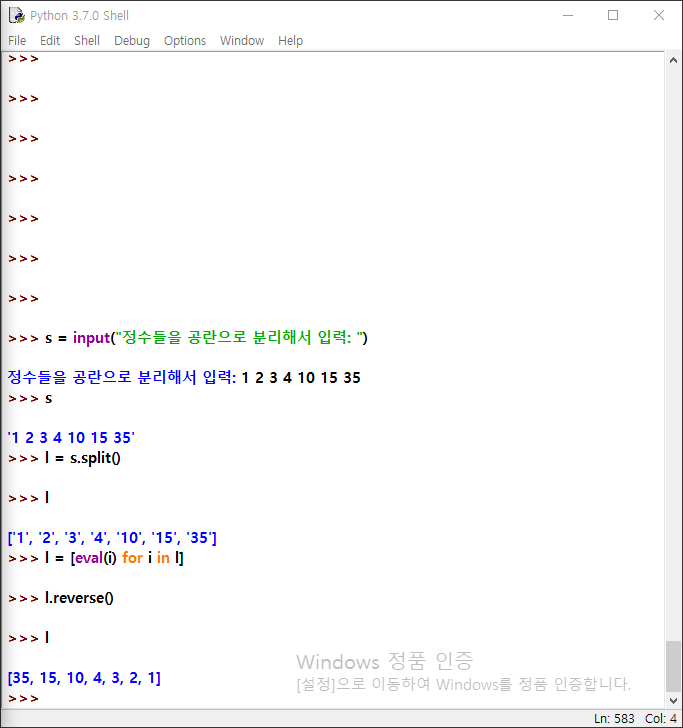 Python 3.7.0 Shell
File Edit Shell Debug Options Window Help
>>>
>>>
>>>
>>>
>>>
>>>
>>>
>>> s = input("정수들을 공란으로 분리해서 입력: ")
정수들을 공란으로 분리해서 입력: 1 2 3 4 10 15 35
>>> s
'1 2 3 4 10 15 35'
>>> l = s.split()
>>> l
['1', '2', '3', '4', '10', '15', '35']
>>> l = [eval(i) for i in l]
>>> l.reverse()
>>> l
[35, 15, 10, 4, 3, 2, 1]
>>>
Windows 정품 인증
[설정]으로 이동하여 Windows를 정품 인증합니다.
Ln: 583 Col: 4